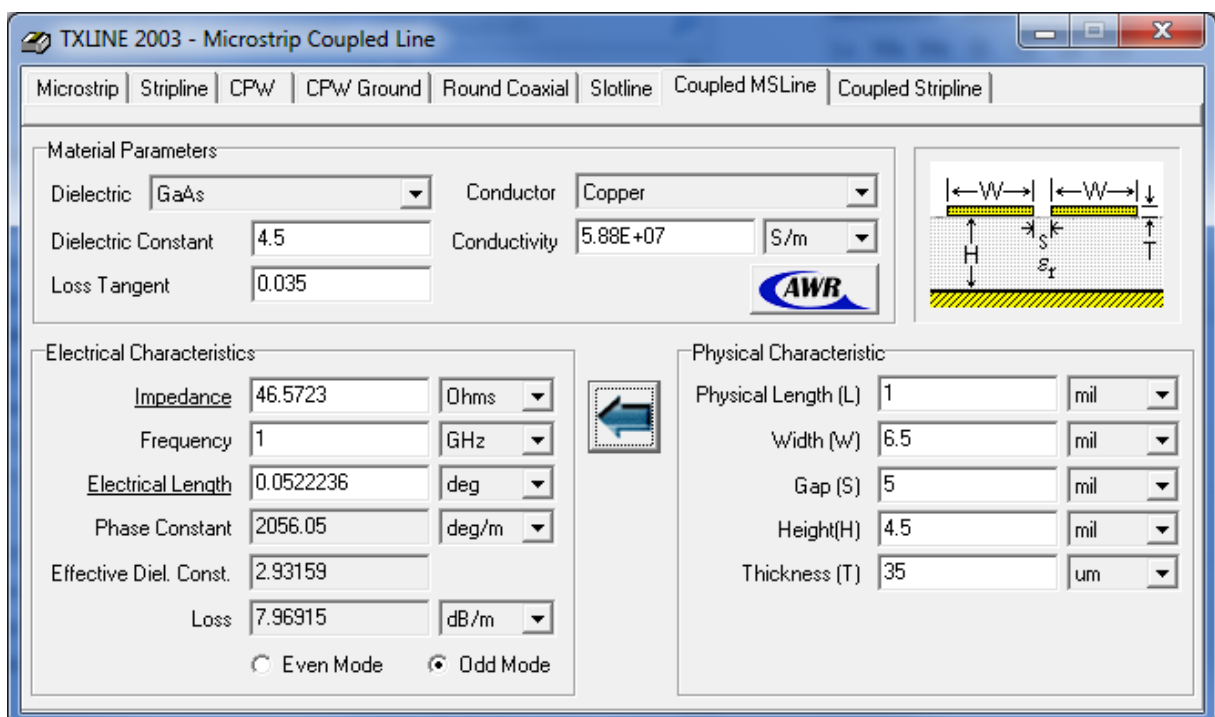 TXLINE 2003 - Microstrip Coupled Line
Microstrip Stripline CPW CPW Ground Round Coaxial Slotline Coupled MSLine Coupled Stripline
Material Parameters
Dielectric GaAs Conductor Copper
Dielectric Constant 4.5 Conductivity 5.88E+07 S/m
Loss Tangent 0.035
AWR
W W
S T
H
εr
Electrical Characteristics
Impedance 46.5723 Ohms
Frequency 1 GHz
Electrical Length 0.0522236 deg
Phase Constant 2056.05 deg/m
Effective Diel. Const. 2.93159
Loss 7.96915 dB/m
Even Mode Odd Mode
Physical Characteristic
Physical Length (L) 1 mil
Width (W) 6.5 mil
Gap (S) 5 mil
Height(H) 4.5 mil
Thickness (T) 35 um